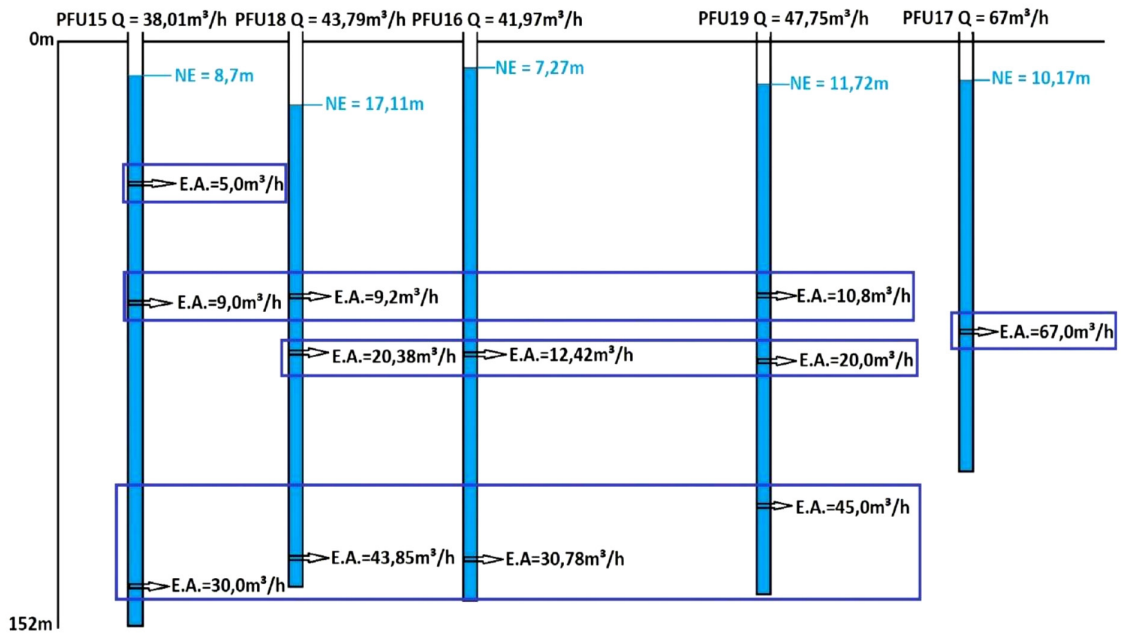 PFU15 Q = 38,01m³/h PFU18 Q = 43,79m³/h PFU16 Q = 41,97m³/h PFU19 Q = 47,75m³/h PFU17 Q = 67m³/h
0m
NE = 8,7m
NE = 17,11m
NE = 7,27m
NE = 11,72m
NE = 10,17m
E.A.=5,0m³/h
E.A.=9,0m³/h
E.A.=9,2m³/h
E.A.=10,8m³/h
E.A.=67,0m³/h
E.A.=20,38m³/h
E.A.=12,42m³/h
E.A.=20,0m³/h
E.A.=45,0m³/h
E.A.=43,85m³/h
E.A=30,78m³/h
E.A.=30,0m³/h
152m